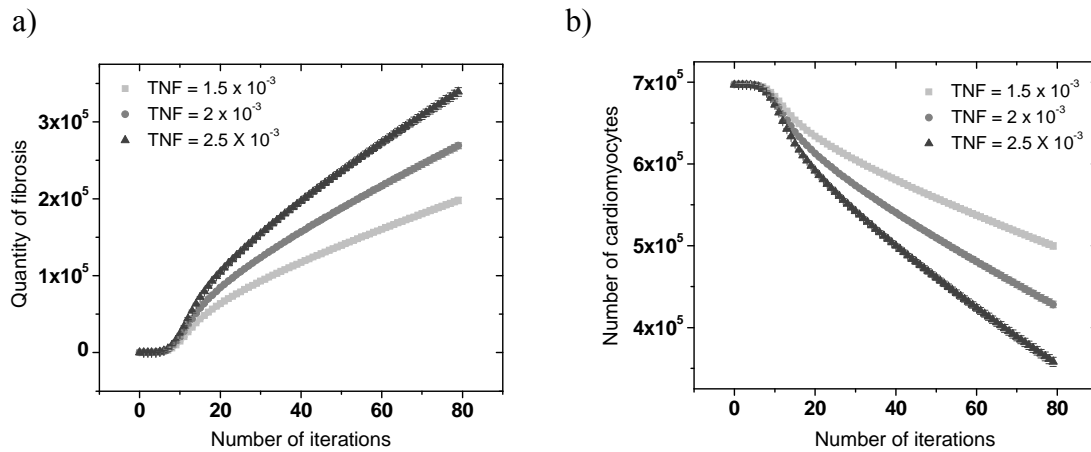 a)
TNF = 1.5 x 10⁻³
TNF = 2 x 10⁻³
TNF = 2.5 X 10⁻³
3x10⁵
2x10⁵
1x10⁵
0
Quantity of fibrosis
0 20 40 60 80
Number of iterations
b)
TNF = 1.5 x 10⁻³
TNF = 2 x 10⁻³
TNF = 2.5 X 10⁻³
7x10⁵
6x10⁵
5x10⁵
4x10⁵
Number of cardiomyocytes
0 20 40 60 80
Number of iterations